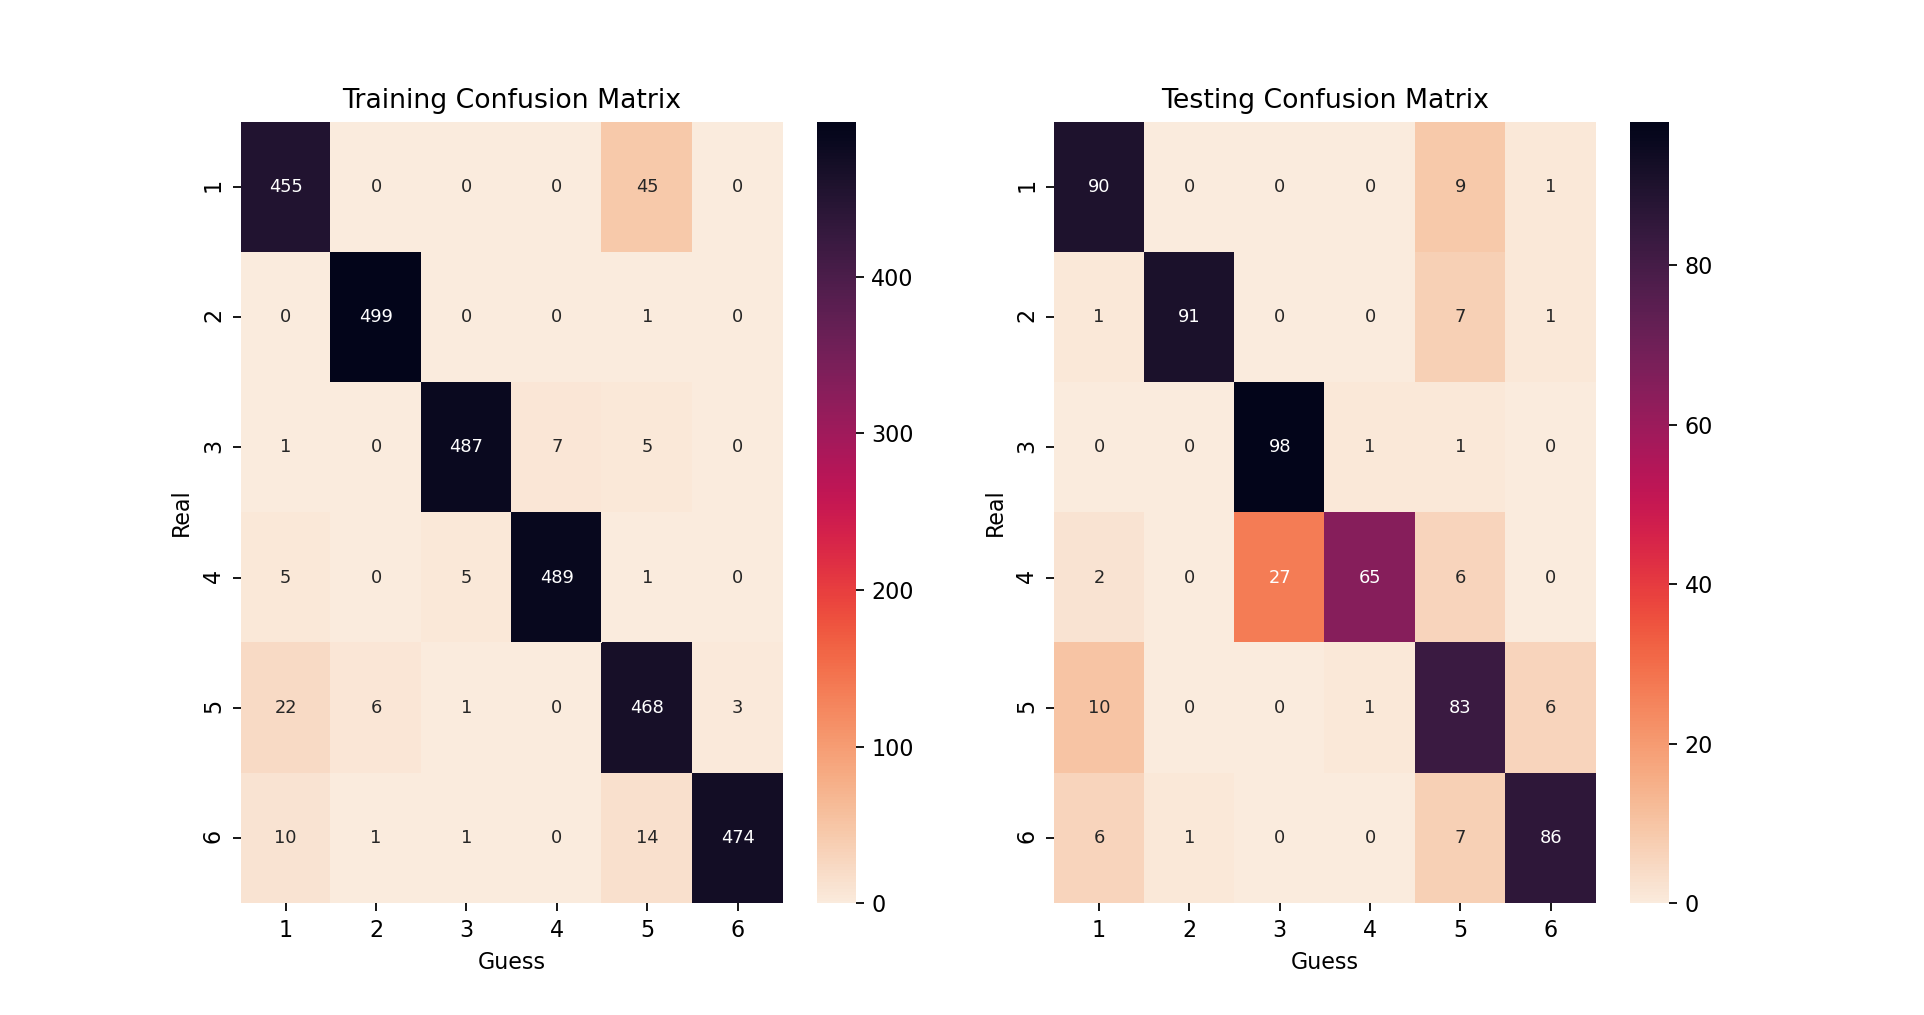 Training Confusion Matrix
Real
1 455 0 0 0 45 0
2 0 499 0 0 1 0
3 1 0 487 7 5 0
4 5 0 5 489 1 0
5 22 6 1 0 468 3
6 10 1 1 0 14 474
1 2 3 4 5 6
Guess
400
300
200
100
0
Testing Confusion Matrix
Real
1 90 0 0 0 9 1
2 1 91 0 0 7 1
3 0 0 98 1 1 0
4 2 0 27 65 6 0
5 10 0 0 1 83 6
6 6 1 0 0 7 86
1 2 3 4 5 6
Guess
80
60
40
20
0